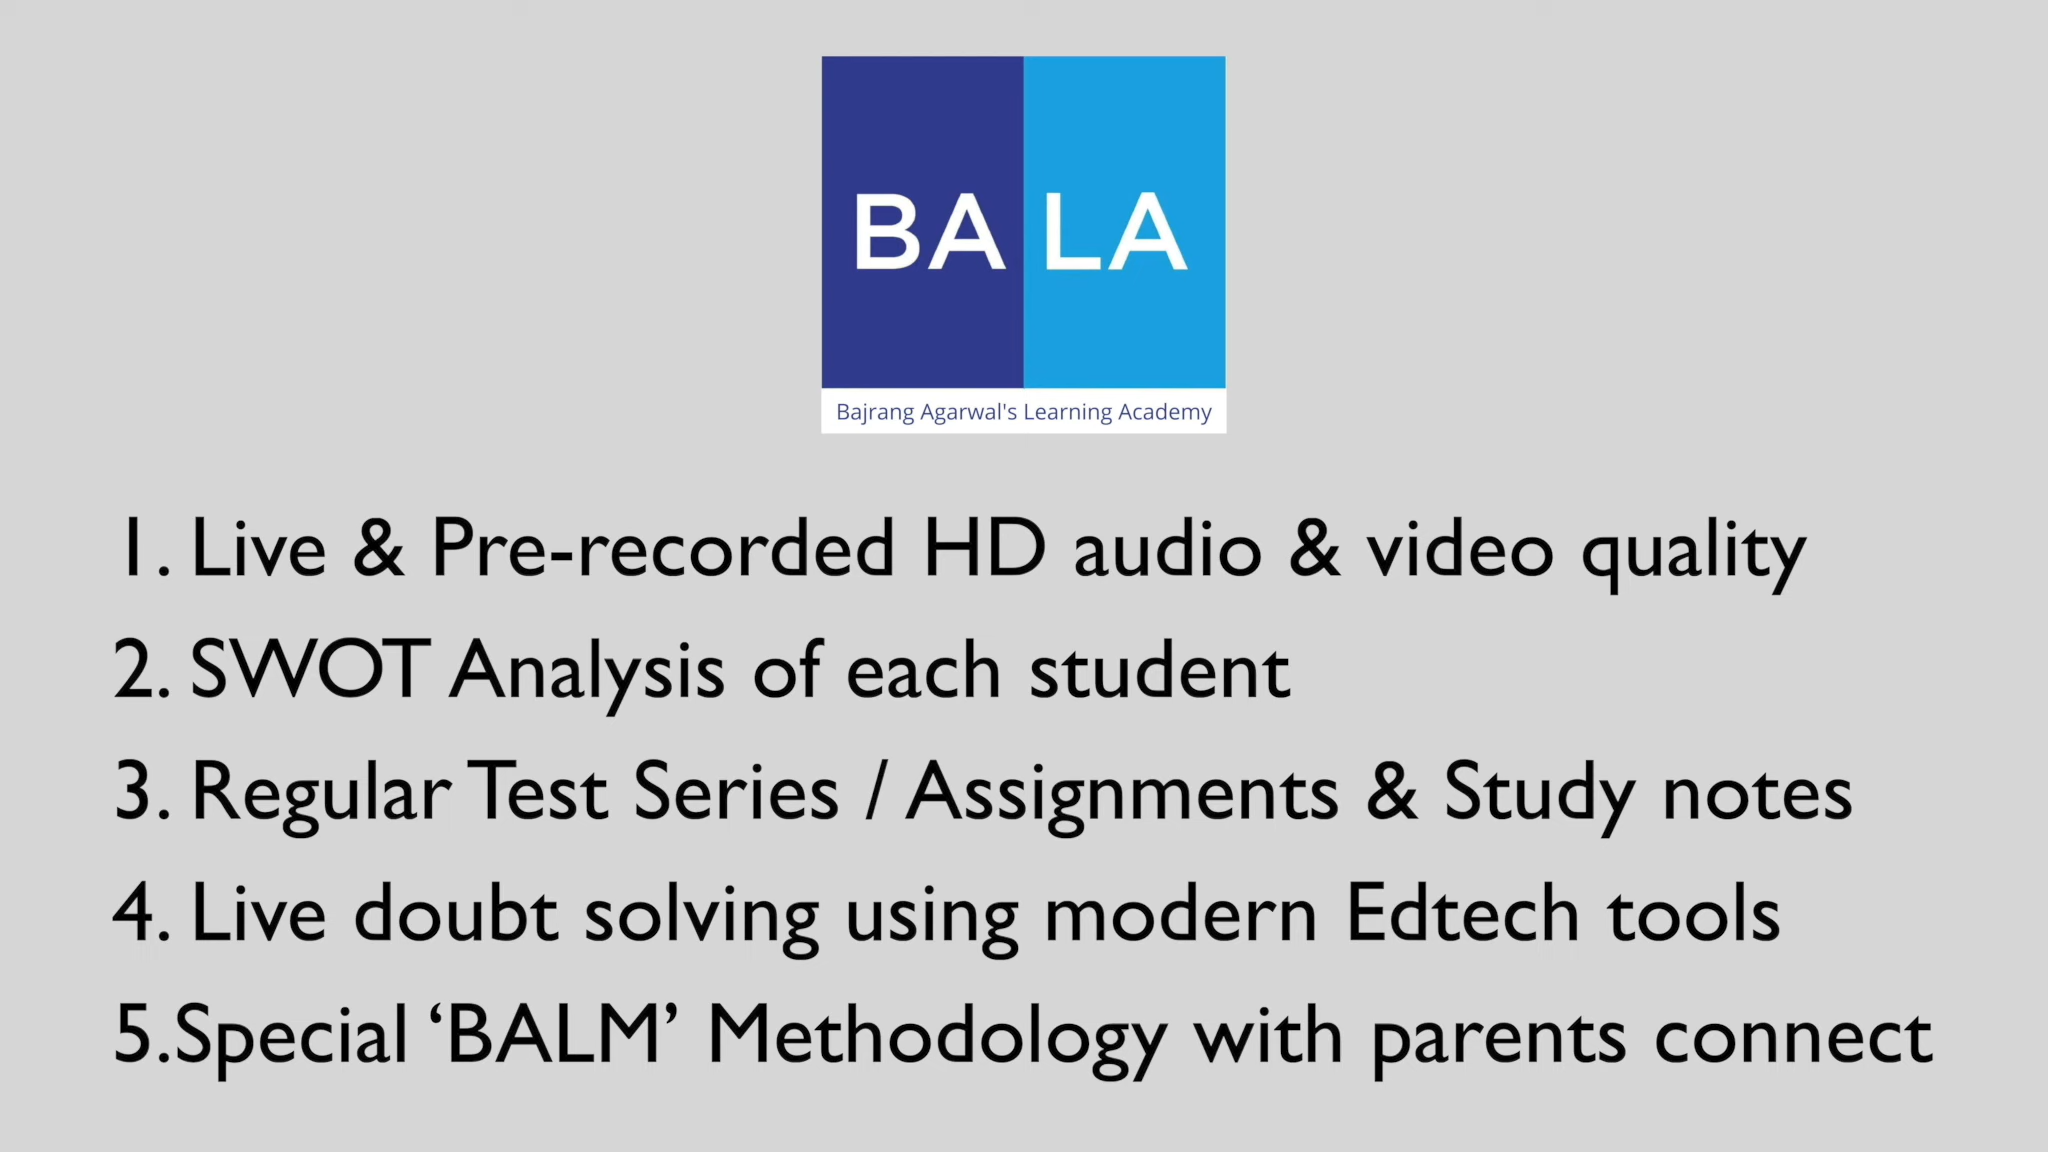 BALA
Bajrang Agarwal's Learning Academy
1. Live & Pre-recorded HD audio & video quality
2. SWOT Analysis of each student
3. Regular Test Series / Assignments & Study notes
4. Live doubt solving using modern Edtech tools
5.Special ‘BALM’ Methodology with parents connect